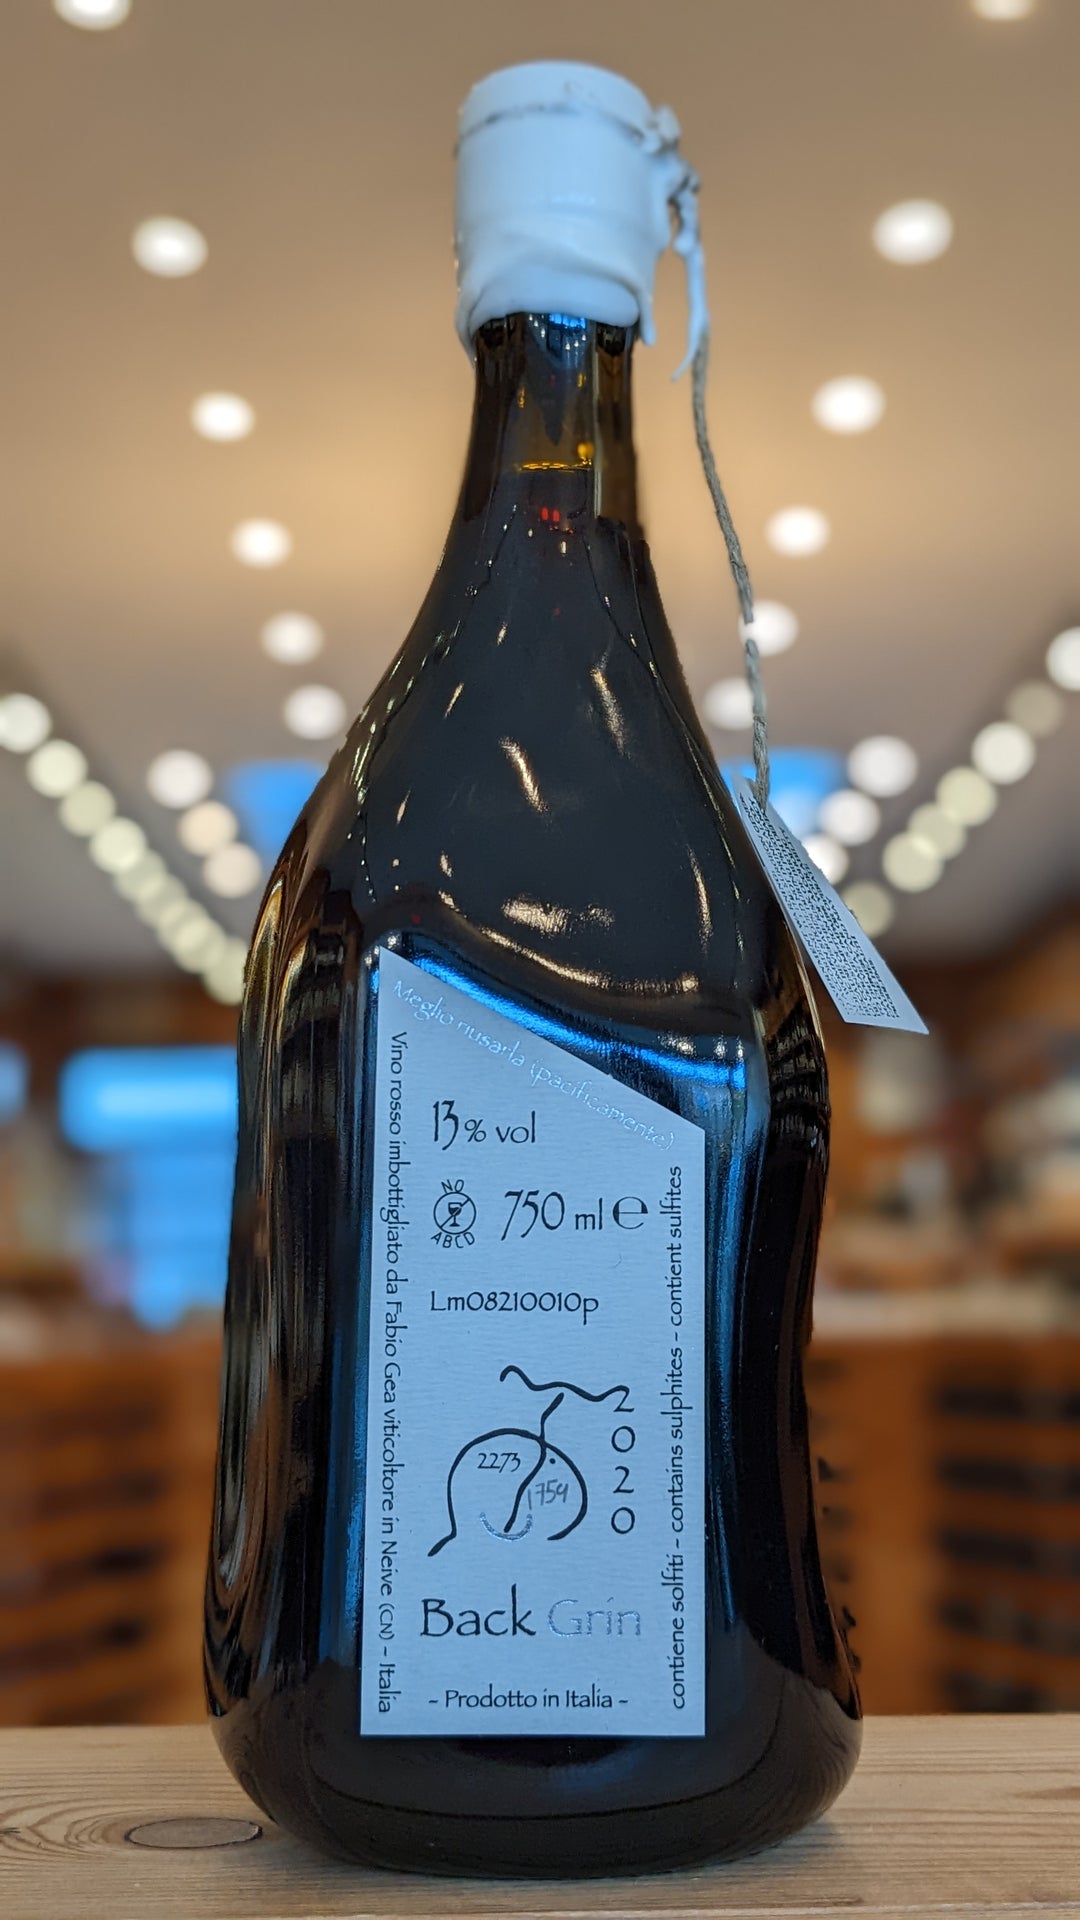 Meglio riusarla (pacificamente)
Vino rosso imbottigliato da Fabio Gea viticoltore in Neive (CN) - Italia
13% vol
NO
ABCD
750 ml e
Lm08210010p
2273
1759
2020
Back Grin
- Prodotto in Italia -
contiene solfiti - contains sulphites - contient sulfites